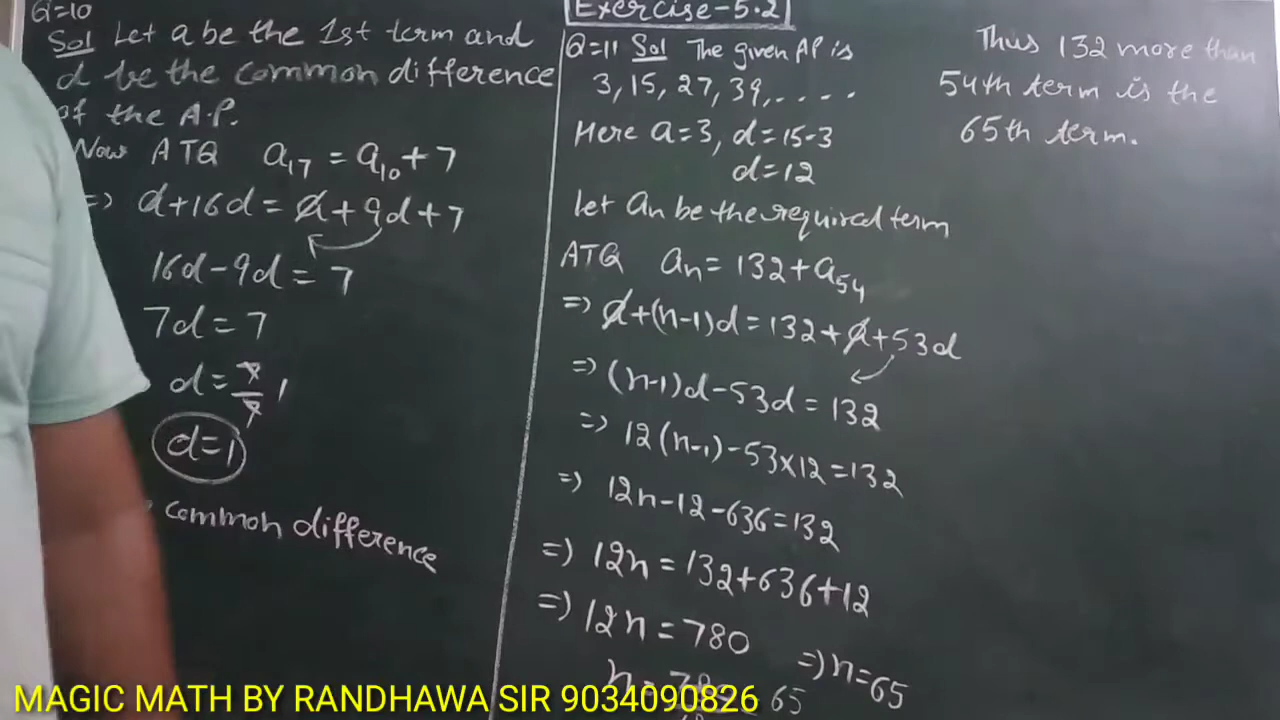 Q=10
Sol Let a be the 1st term and
d be the common difference
of the A.P.
Now ATQ a17 = a10 + 7
=> a+16d = a+9d+7
16d-9d = 7
7d = 7
d = 7/7 1
d=1
common difference
Exercise-5.2
Q=11 Sol The given AP is
3, 15, 27, 39, . . . .
Here a=3, d=15-3
d=12
Let an be the required term
ATQ an = 132+a54
=> a+(n-1)d = 132+a+53d
=> (n-1)d-53d = 132
=> 12(n-1)-53×12 = 132
=> 12n-12-636 = 132
=> 12n = 132+636+12
=> 12n = 780
=> n=65
65
Thus 132 more than
54th term is the
65th term.
MAGIC MATH BY RANDHAWA SIR 9034090826